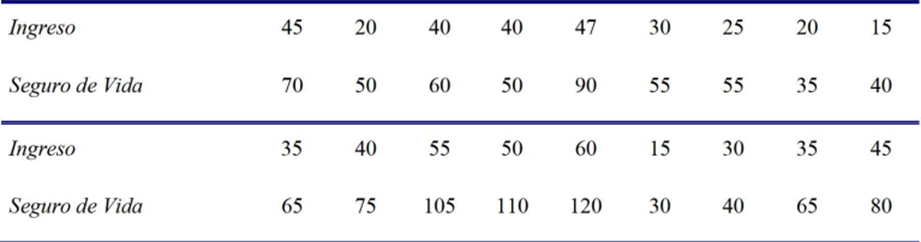 Ingreso 45 20 40 40 47 30 25 20 15
Seguro de Vida 70 50 60 50 90 55 55 35 40
Ingreso 35 40 55 50 60 15 30 35 45
Seguro de Vida 65 75 105 110 120 30 40 65 80